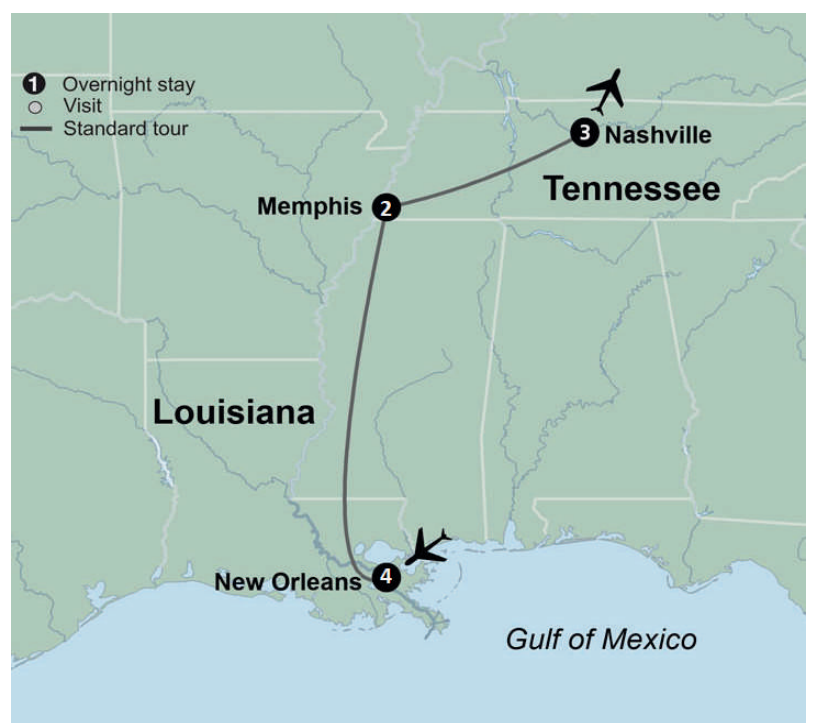 1 Overnight stay
Visit
Standard tour
3 Nashville
Tennessee
Memphis 2
Louisiana
New Orleans 4
Gulf of Mexico